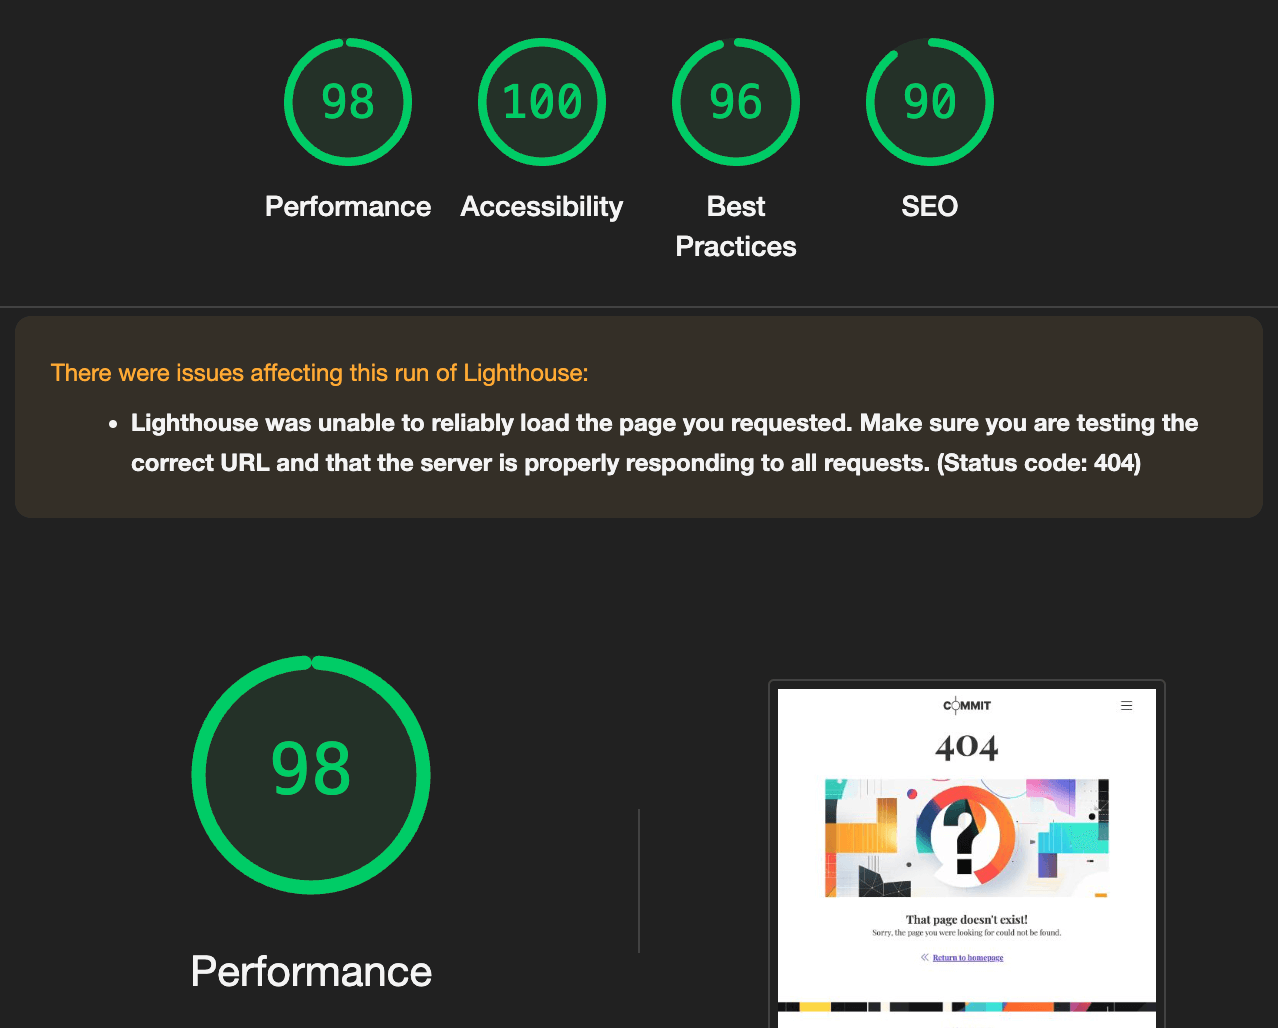 98
100
96
90
Performance
Accessibility
Best
Practices
SEO
There were issues affecting this run of Lighthouse:
• Lighthouse was unable to reliably load the page you requested. Make sure you are testing the
correct URL and that the server is properly responding to all requests. (Status code: 404)
98
Performance
COMMIT
404
?
That page doesn't exist!
Sorry, the page you were looking for could not be found.
« Return to homepage